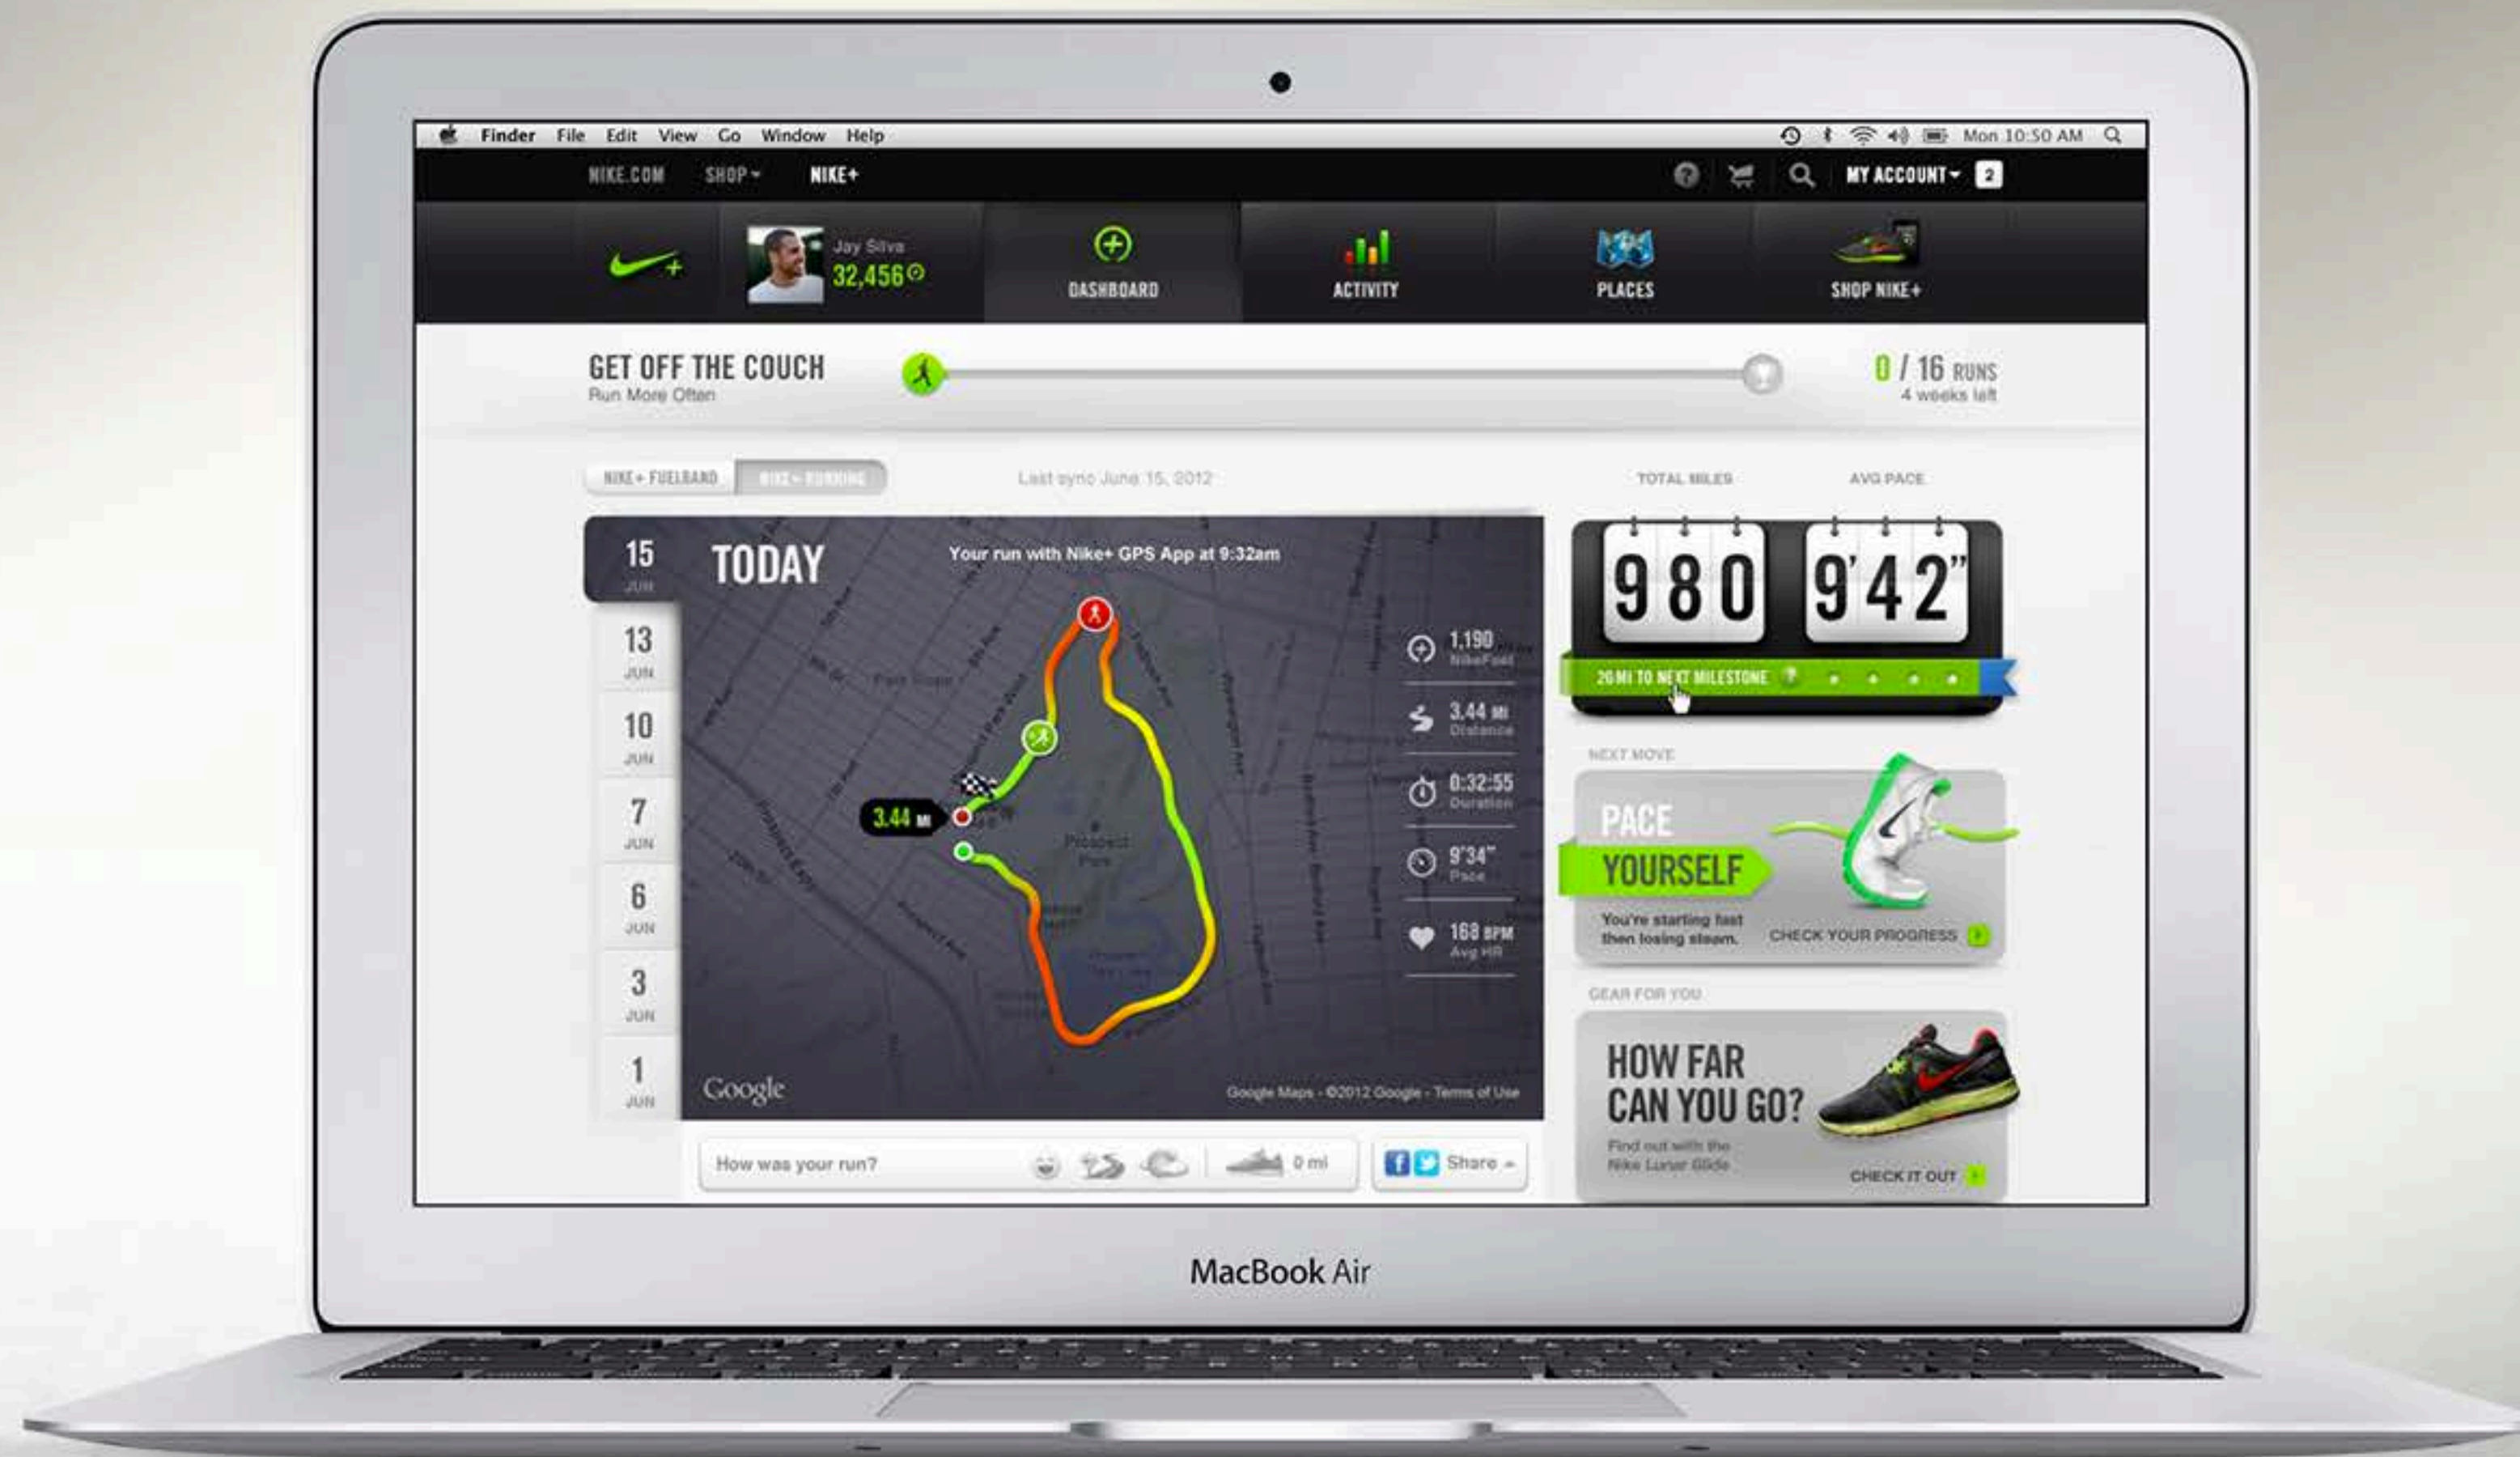 Finder File Edit View Go Window Help
Mon 10:50 AM
NIKE.COM SHOP NIKE+
MY ACCOUNT 2
Jay Silva
32,456
DASHBOARD
ACTIVITY
PLACES
SHOP NIKE+
GET OFF THE COUCH
Run More Often
0 / 16 RUNS
4 weeks left
NIKE+ FUELBAND
NIKE+ RUNNING
Last sync June 15, 2012
TOTAL MILES
AVG PACE
15
JUN
13
JUN
10
JUN
7
JUN
6
JUN
3
JUN
1
JUN
TODAY
Your run with Nike+ GPS App at 9:32am
3.44 MI
Prospect
Park
1,190
NikeFuel
3.44 MI
Distance
0:32:55
Duration
9'34"
Pace
168 BPM
Avg HR
Google
Google Maps - ©2012 Google - Terms of Use
How was your run?
0 mi
Share
980
9'42"
20 MI TO NEXT MILESTONE
NEXT MOVE
PACE
YOURSELF
You're starting fast
then losing steam.
CHECK YOUR PROGRESS
GEAR FOR YOU
HOW FAR
CAN YOU GO?
Find out with the
Nike Lunar Glide
CHECK IT OUT
MacBook Air